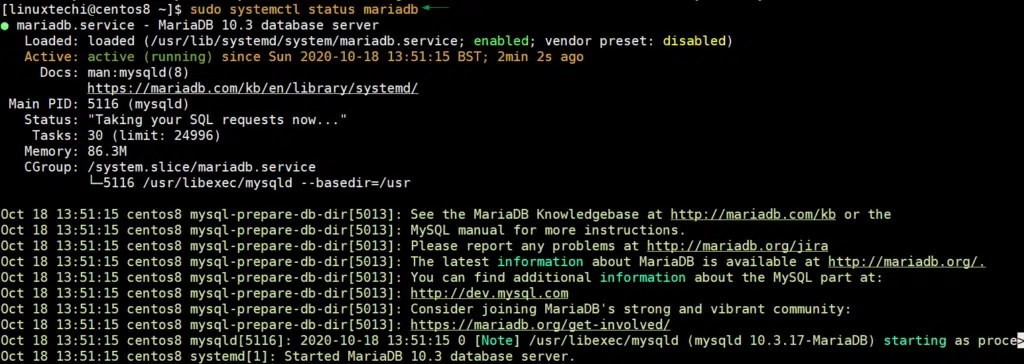 [linuxtechi@centos8 ~]$ sudo systemctl status mariadb
● mariadb.service - MariaDB 10.3 database server
Loaded: loaded (/usr/lib/systemd/system/mariadb.service; enabled; vendor preset: disabled)
Active: active (running) since Sun 2020-10-18 13:51:15 BST; 2min 2s ago
Docs: man:mysqld(8)
https://mariadb.com/kb/en/library/systemd/
Main PID: 5116 (mysqld)
Status: "Taking your SQL requests now..."
Tasks: 30 (limit: 24996)
Memory: 86.3M
CGroup: /system.slice/mariadb.service
└─5116 /usr/libexec/mysqld --basedir=/usr
Oct 18 13:51:15 centos8 mysql-prepare-db-dir[5013]: See the MariaDB Knowledgebase at http://mariadb.com/kb or the
Oct 18 13:51:15 centos8 mysql-prepare-db-dir[5013]: MySQL manual for more instructions.
Oct 18 13:51:15 centos8 mysql-prepare-db-dir[5013]: Please report any problems at http://mariadb.org/jira
Oct 18 13:51:15 centos8 mysql-prepare-db-dir[5013]: The latest information about MariaDB is available at http://mariadb.org/.
Oct 18 13:51:15 centos8 mysql-prepare-db-dir[5013]: You can find additional information about the MySQL part at:
Oct 18 13:51:15 centos8 mysql-prepare-db-dir[5013]: http://dev.mysql.com
Oct 18 13:51:15 centos8 mysql-prepare-db-dir[5013]: Consider joining MariaDB's strong and vibrant community:
Oct 18 13:51:15 centos8 mysql-prepare-db-dir[5013]: https://mariadb.org/get-involved/
Oct 18 13:51:15 centos8 mysqld[5116]: 2020-10-18 13:51:15 0 [Note] /usr/libexec/mysqld (mysqld 10.3.17-MariaDB) starting as proce>
Oct 18 13:51:15 centos8 systemd[1]: Started MariaDB 10.3 database server.